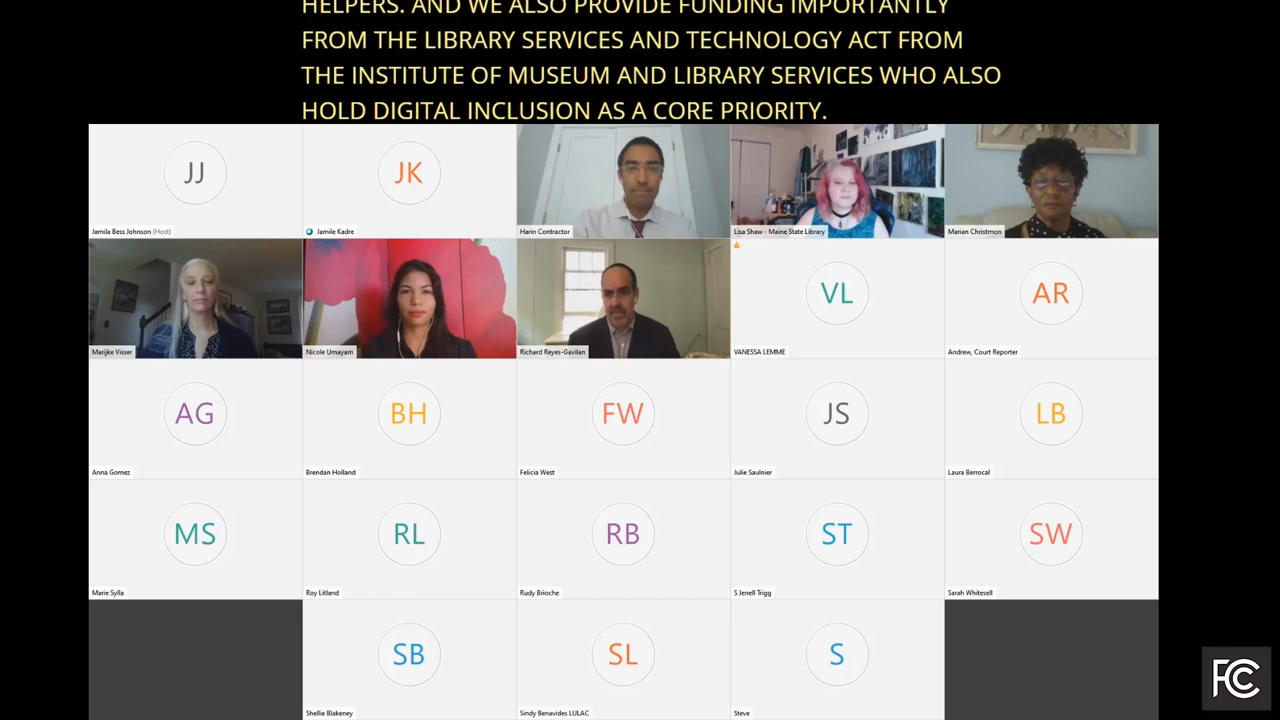 HELPERS. AND WE ALSO PROVIDE FUNDING IMPORTANTLY
FROM THE LIBRARY SERVICES AND TECHNOLOGY ACT FROM
THE INSTITUTE OF MUSEUM AND LIBRARY SERVICES WHO ALSO
HOLD DIGITAL INCLUSION AS A CORE PRIORITY.
JJ
JK
Jamila Bess Johnson (Host)
Jamile Kadre
Harin Contractor
Lisa Shaw - Maine State Library
Marian Christmon
VL
AR
Marijke Visser
Nicole Umayam
Richard Reyes-Gavilan
VANESSA LEMME
Andrew, Court Reporter
AG
BH
FW
JS
LB
Anna Gomez
Brendan Holland
Felicia West
Julie Saulnier
Laura Berrocal
MS
RL
RB
ST
SW
Marie Sylla
Roy Litland
Rudy Brioche
S Jenell Trigg
Sarah Whitesell
SB
SL
S
Shellie Blakeney
Sindy Benavides LULAC
Steve
FCC